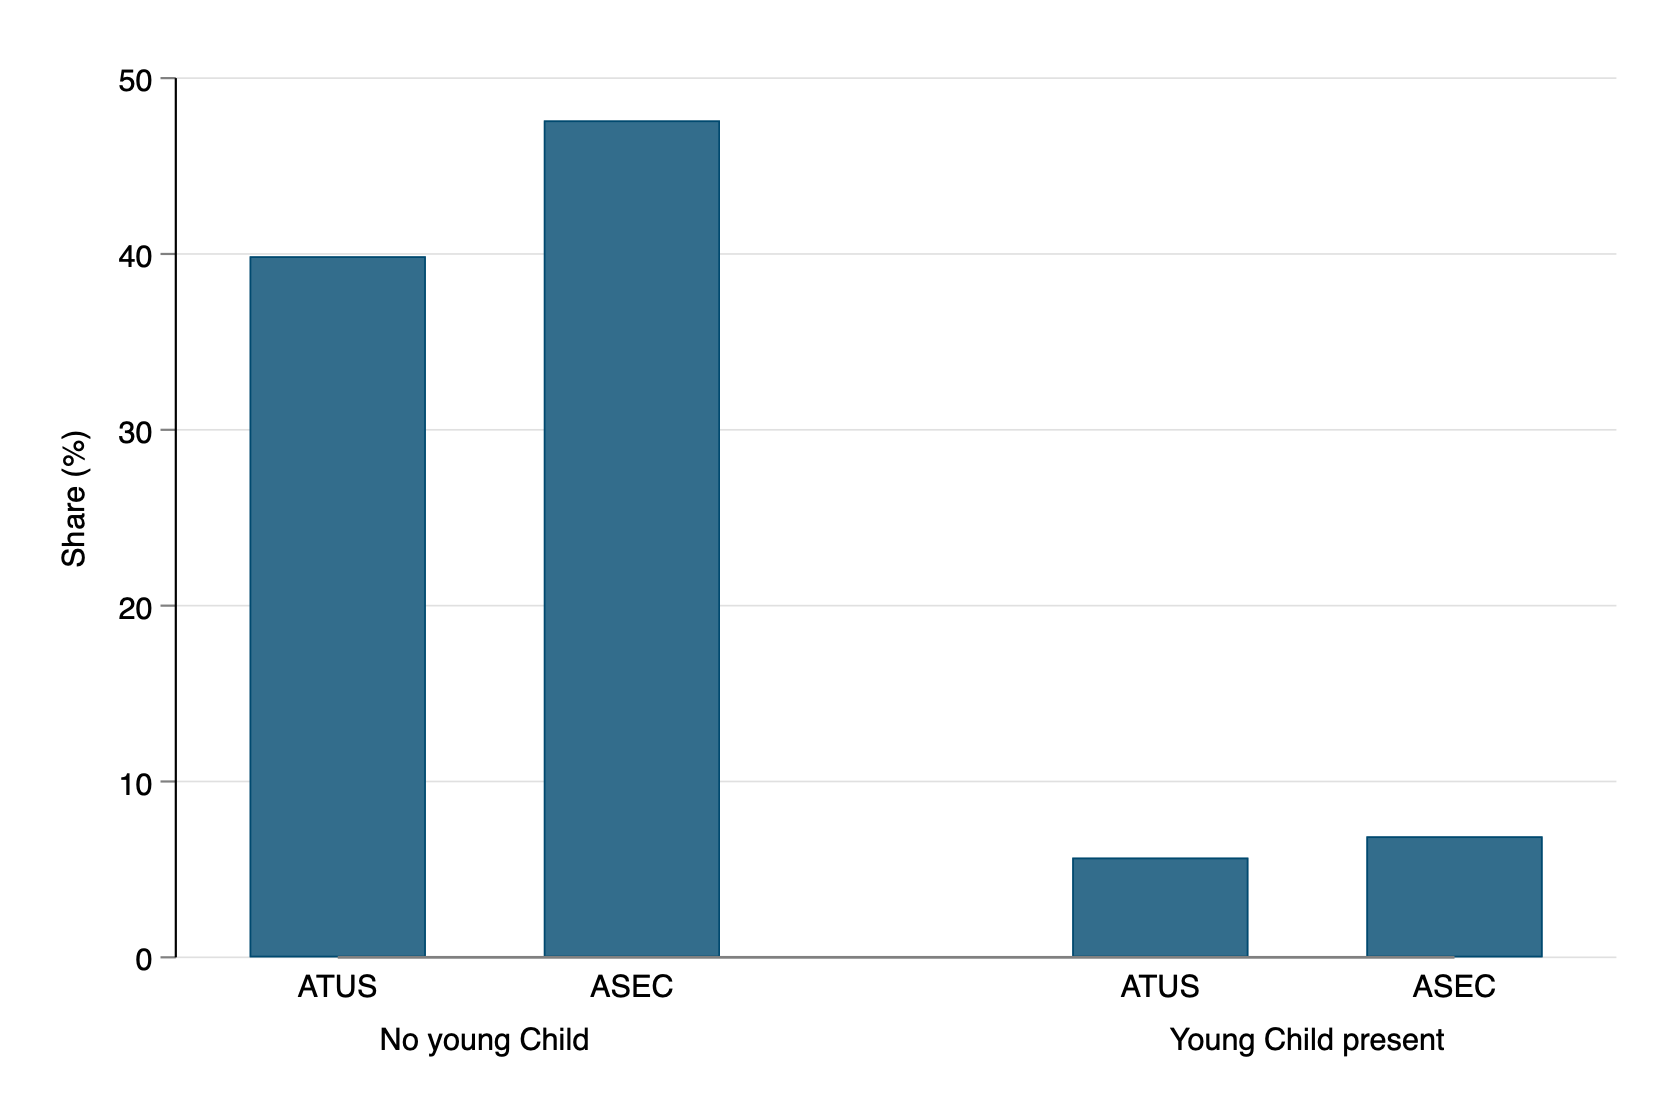 Share (%)
50
40
30
20
10
0
ATUS
ASEC
ATUS
ASEC
No young Child
Young Child present